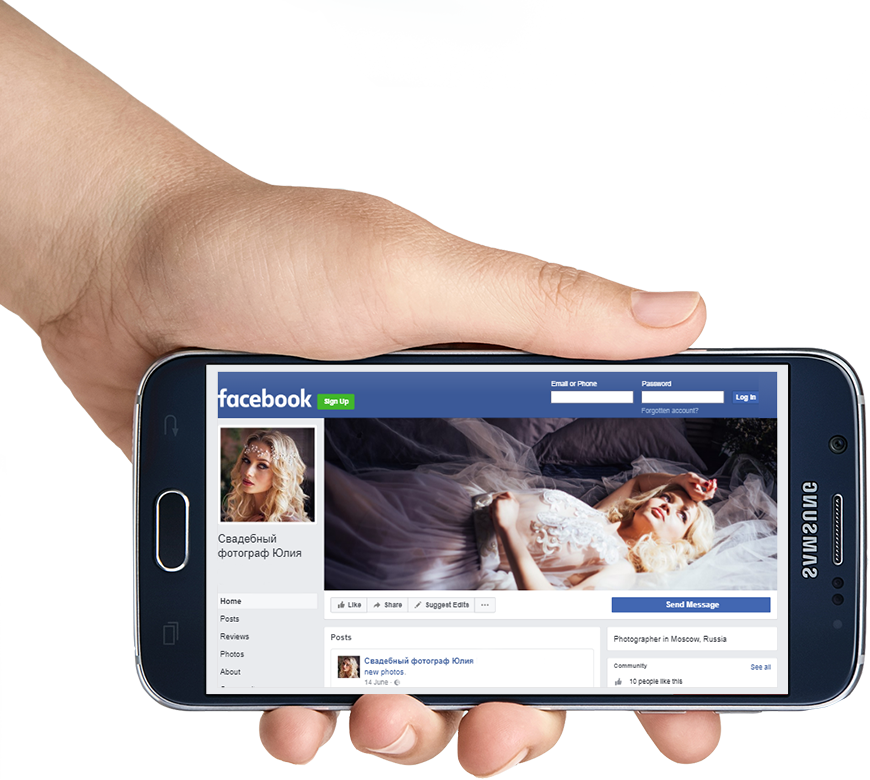 facebook
Sign Up
Email or Phone
Password
Log In
Forgotten account?
Свадебный
фотограф Юлия
Home
Posts
Reviews
Photos
About
Like
Share
Suggest Edits
Send Message
Posts
Свадебный фотограф Юлия
new photos.
14 June
Photographer in Moscow, Russia
Community
See all
10 people like this
SAMSUNG